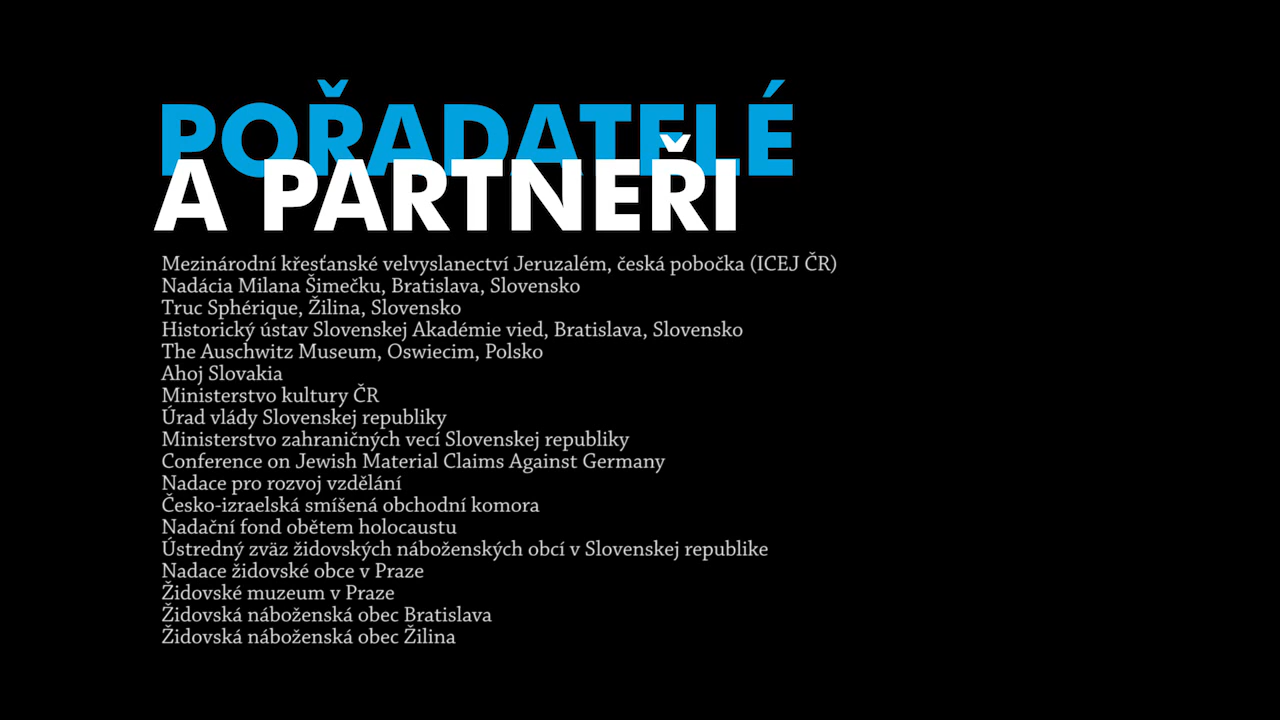 POŘADATELÉ
A PARTNEŘI
Mezinárodní křesťanské velvyslanectví Jeruzalém, česká pobočka (ICEJ ČR)
Nadácia Milana Šimečku, Bratislava, Slovensko
Truc Sphérique, Žilina, Slovensko
Historický ústav Slovenskej Akadémie vied, Bratislava, Slovensko
The Auschwitz Museum, Oswiecim, Polsko
Ahoj Slovakia
Ministerstvo kultury ČR
Úrad vlády Slovenskej republiky
Ministerstvo zahraničných vecí Slovenskej republiky
Conference on Jewish Material Claims Against Germany
Nadace pro rozvoj vzdělání
Česko-izraelská smíšená obchodní komora
Nadační fond obětem holocaustu
Ústredný zväz židovských náboženských obcí v Slovenskej republike
Nadace židovské obce v Praze
Židovské muzeum v Praze
Židovská náboženská obec Bratislava
Židovská náboženská obec Žilina